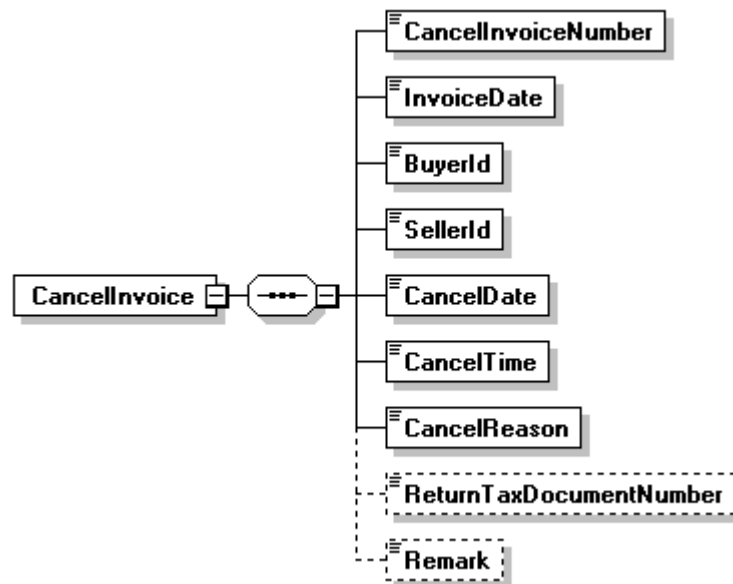 CancelInvoiceNumber
InvoiceDate
BuyerId
SellerId
CancelInvoice
CancelDate
CancelTime
CancelReason
ReturnTaxDocumentNumber
Remark